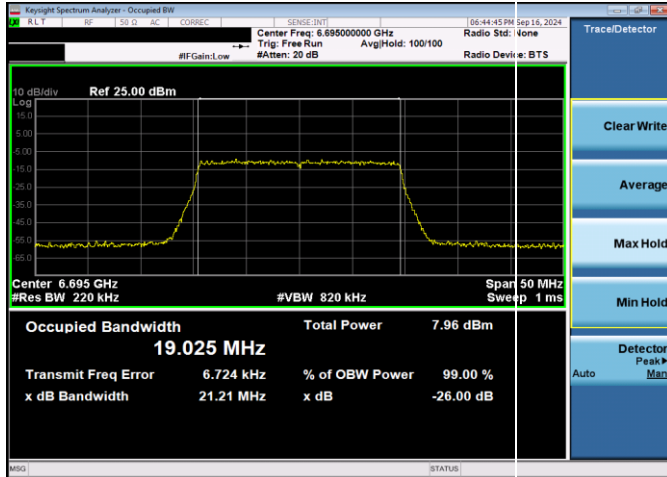 Keysight Spectrum Analyzer - Occupied BW
RLT RF 50 Ω AC CORREC SENSE:INT 06:44:45 PM Sep 16, 2024
Center Freq: 6.695000000 GHz Radio Std: None
Trig: Free Run Avg|Hold: 100/100
#IFGain:Low #Atten: 20 dB Radio Device: BTS
Trace/Detector
10 dB/div Ref 25.00 dBm
Log
15.0
5.00
-5.00
-15.0
-25.0
-35.0
-45.0
-55.0
-65.0
Center 6.695 GHz Span 50 MHz
#Res BW 220 kHz #VBW 820 kHz Sweep 1 ms
Occupied Bandwidth Total Power 7.96 dBm
19.025 MHz
Transmit Freq Error 6.724 kHz % of OBW Power 99.00 %
x dB Bandwidth 21.21 MHz x dB -26.00 dB
Clear Write
Average
Max Hold
Min Hold
Detector
Peak▶
Auto Man
MSG STATUS